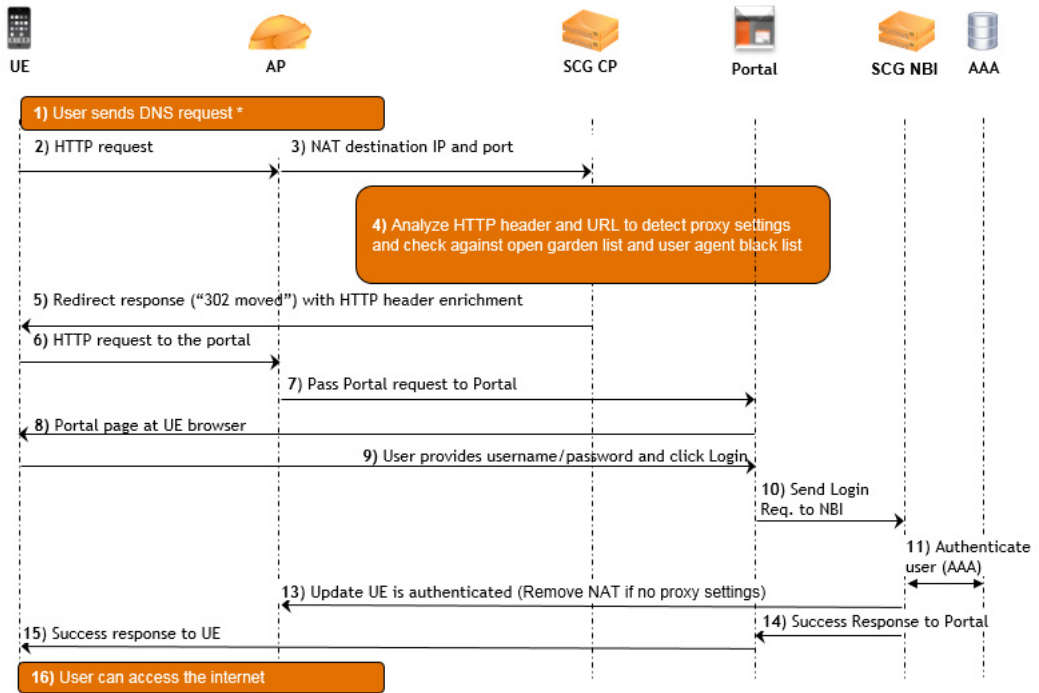 UE
AP
SCG CP
Portal
SCG NBI
AAA
1) User sends DNS request *
2) HTTP request
3) NAT destination IP and port
4) Analyze HTTP header and URL to detect proxy settings
and check against open garden list and user agent black list
5) Redirect response (“302 moved”) with HTTP header enrichment
6) HTTP request to the portal
7) Pass Portal request to Portal
8) Portal page at UE browser
9) User provides username/password and click Login
10) Send Login
Req. to NBI
11) Authenticate
user (AAA)
13) Update UE is authenticated (Remove NAT if no proxy settings)
14) Success Response to Portal
15) Success response to UE
16) User can access the internet